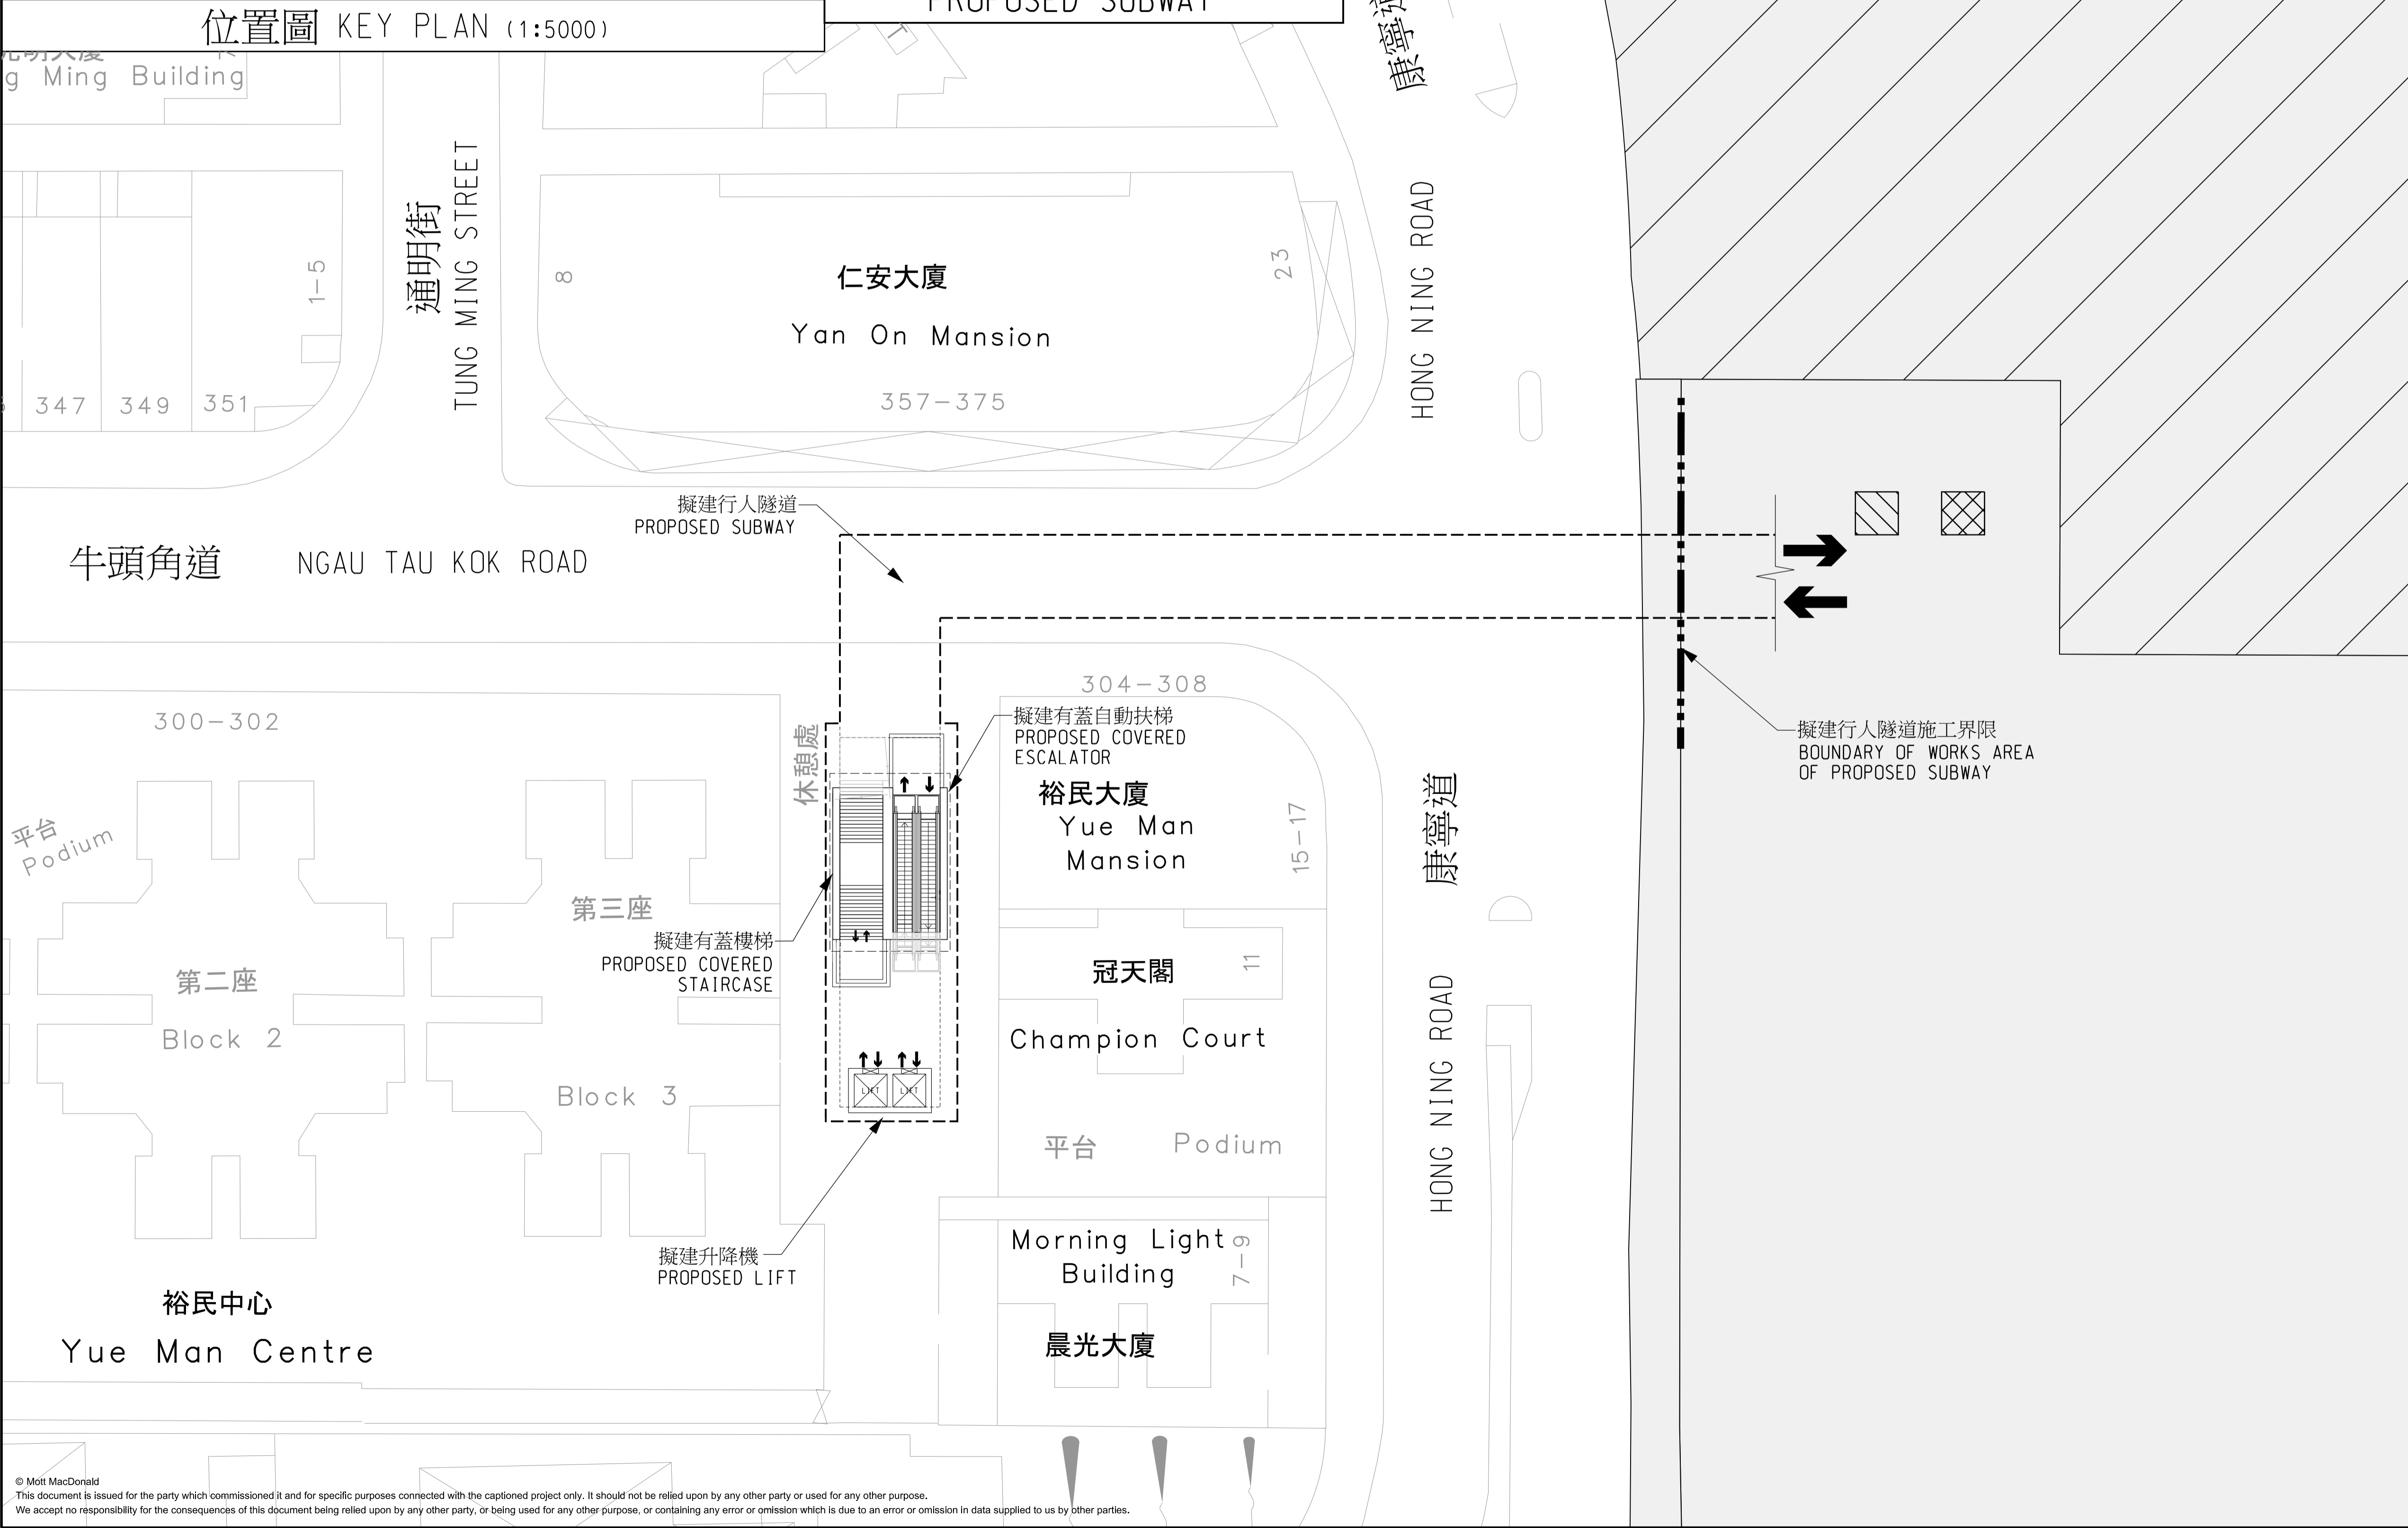 位置圖 KEY PLAN (1:5000)
PROPOSED SUBWAY
g Ming Building
康寧道
通明街
TUNG MING STREET
1-5
347
349
351
8
仁安大廈
Yan On Mansion
357-375
23
HONG NING ROAD
擬建行人隧道
PROPOSED SUBWAY
牛頭角道 NGAU TAU KOK ROAD
300-302
304-308
休憩處
擬建有蓋自動扶梯
PROPOSED COVERED
ESCALATOR
擬建行人隧道施工界限
BOUNDARY OF WORKS AREA
OF PROPOSED SUBWAY
平台
Podium
裕民大廈
Yue Man
Mansion
15-17
康寧道
第三座
擬建有蓋樓梯
PROPOSED COVERED
STAIRCASE
第二座
Block 2
冠天閣
11
Champion Court
HONG NING ROAD
LIFT
LIFT
Block 3
平台 Podium
擬建升降機
PROPOSED LIFT
Morning Light
Building
7-9
裕民中心
Yue Man Centre
晨光大廈
© Mott MacDonald
This document is issued for the party which commissioned it and for specific purposes connected with the captioned project only. It should not be relied upon by any other party or used for any other purpose.
We accept no responsibility for the consequences of this document being relied upon by any other party, or being used for any other purpose, or containing any error or omission which is due to an error or omission in data supplied to us by other parties.